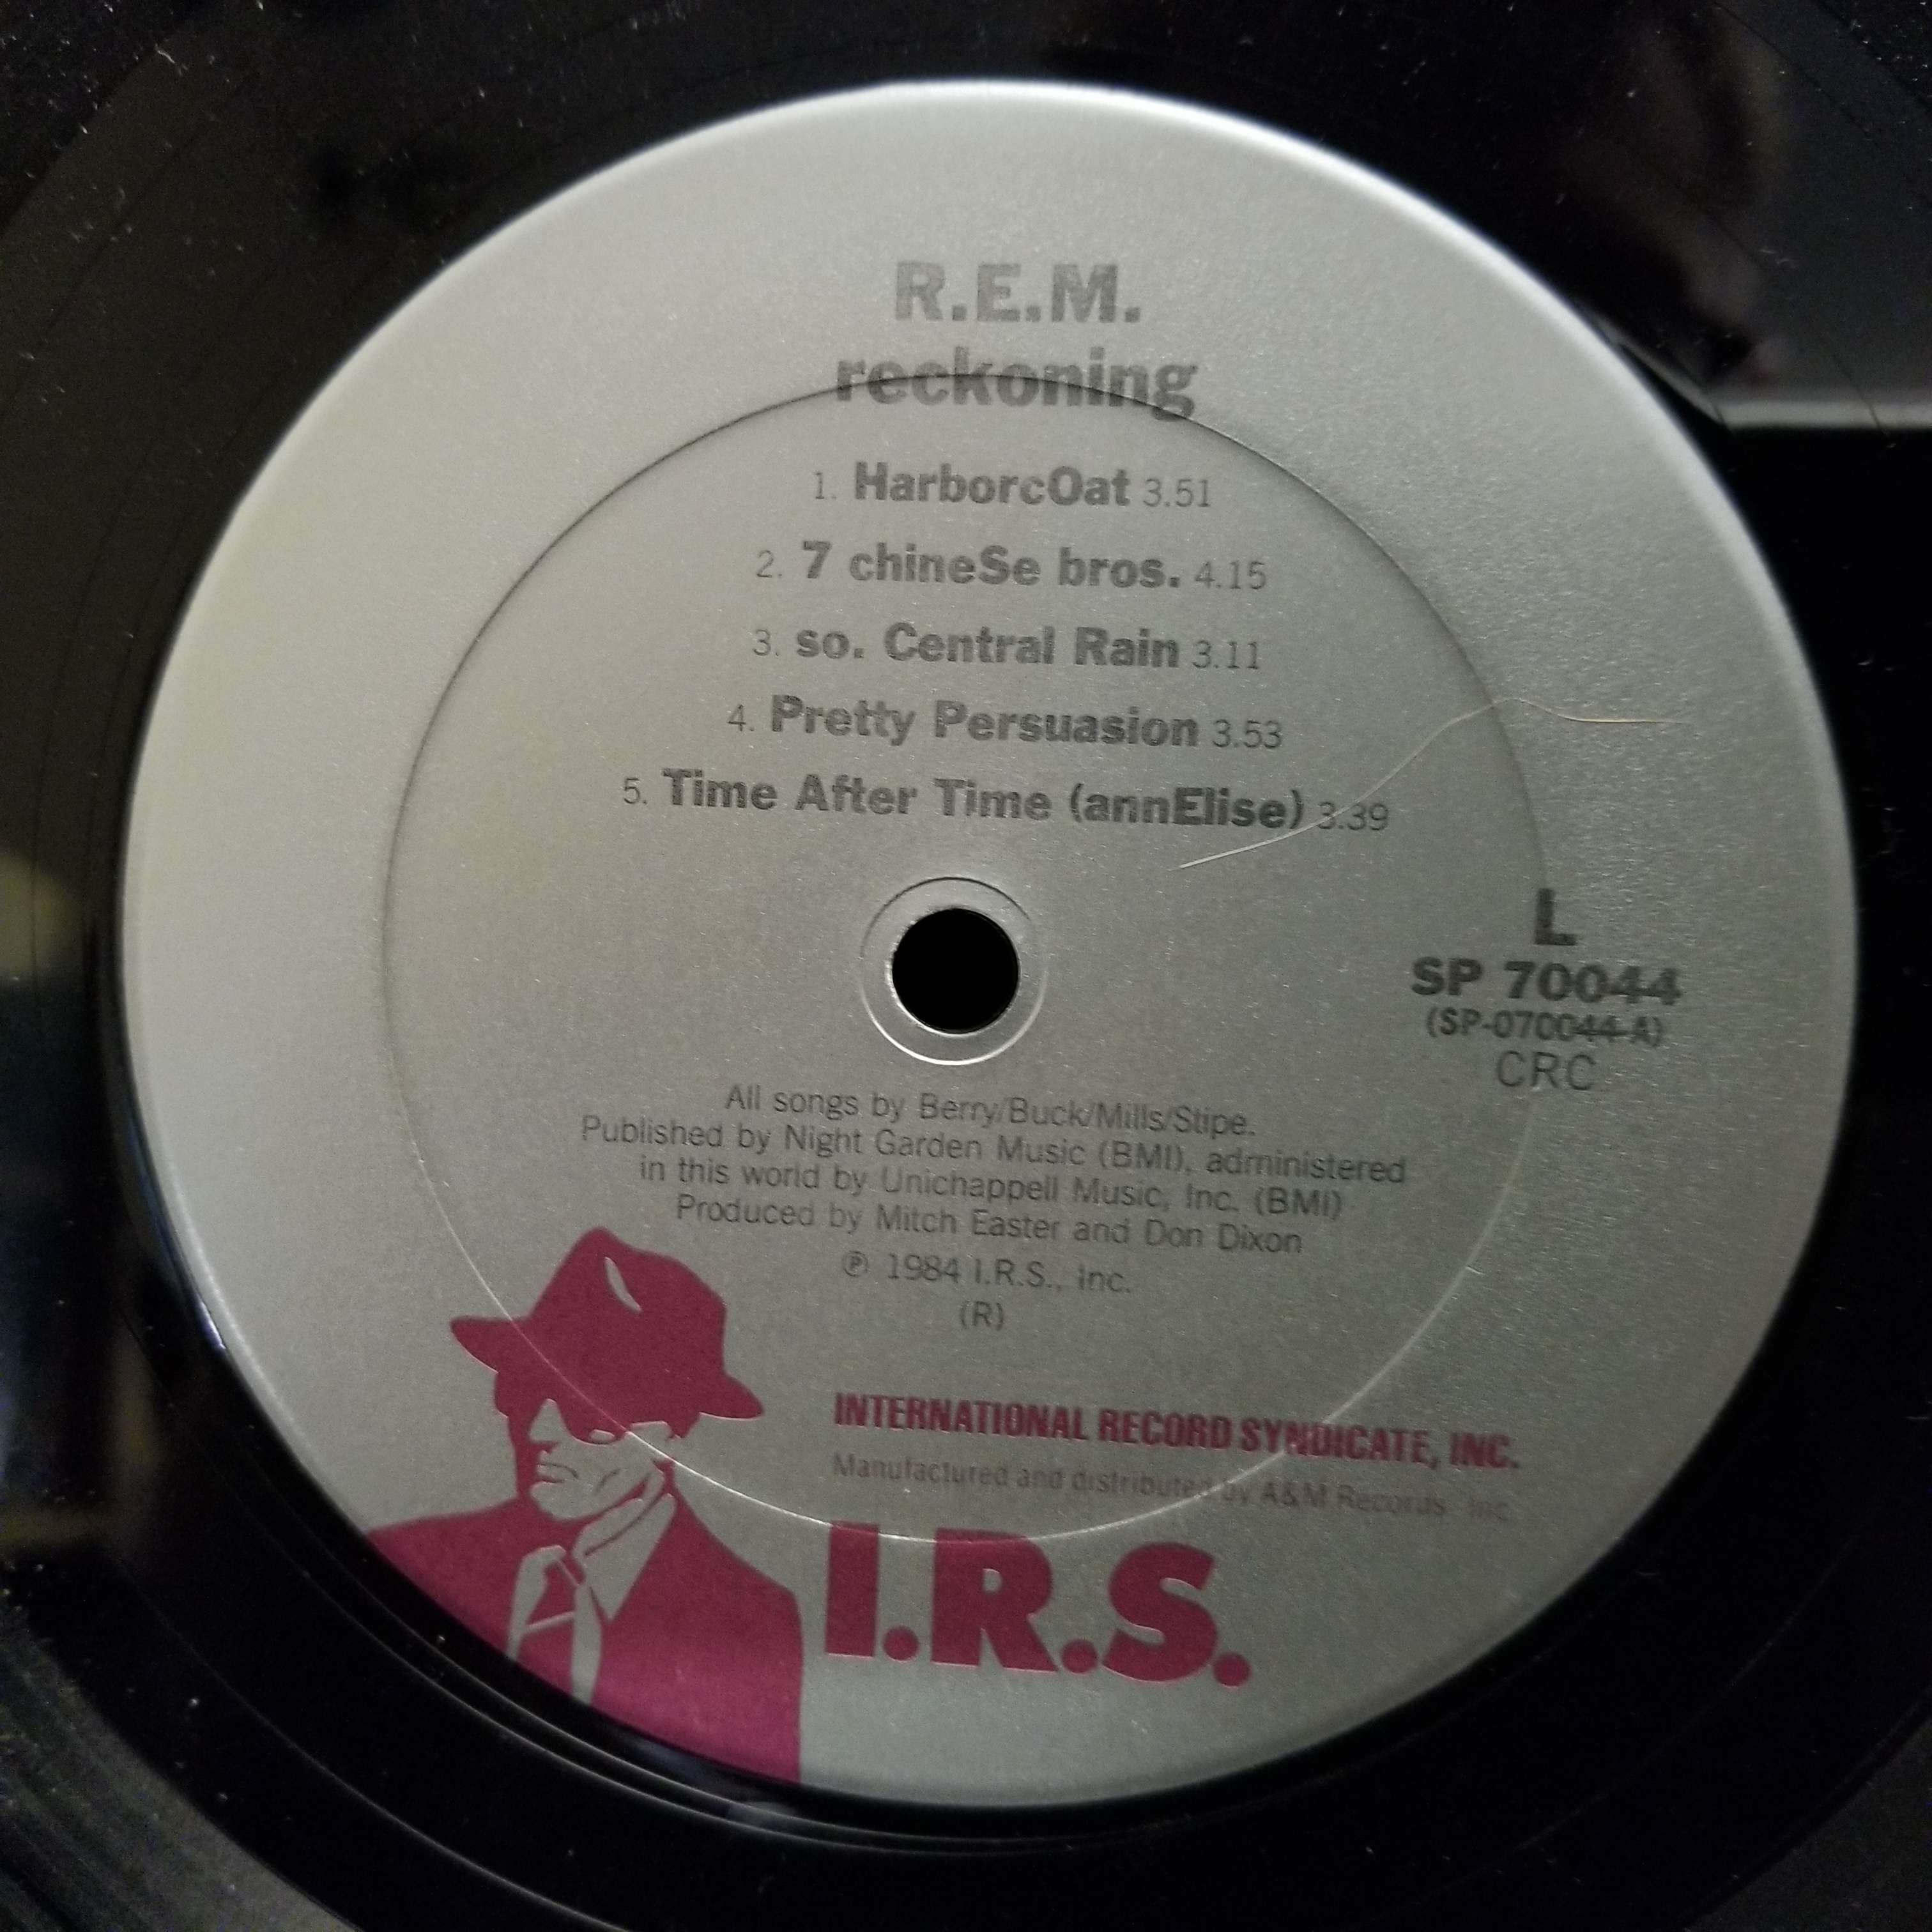 R.E.M.
reckoning
1. HarborcOat 3.51
2. 7 chineSe bros. 4.15
3. so. Central Rain 3.11
4. Pretty Persuasion 3.53
5. Time After Time (annElise) 3.39
L
SP 70044
(SP-070044-A)
CRC
All songs by Berry/Buck/Mills/Stipe.
Published by Night Garden Music (BMI), administered
in this world by Unichappell Music, Inc. (BMI)
Produced by Mitch Easter and Don Dixon
℗ 1984 I.R.S., Inc.
(R)
INTERNATIONAL RECORD SYNDICATE, INC.
Manufactured and distributed by A&M Records, Inc.
I.R.S.